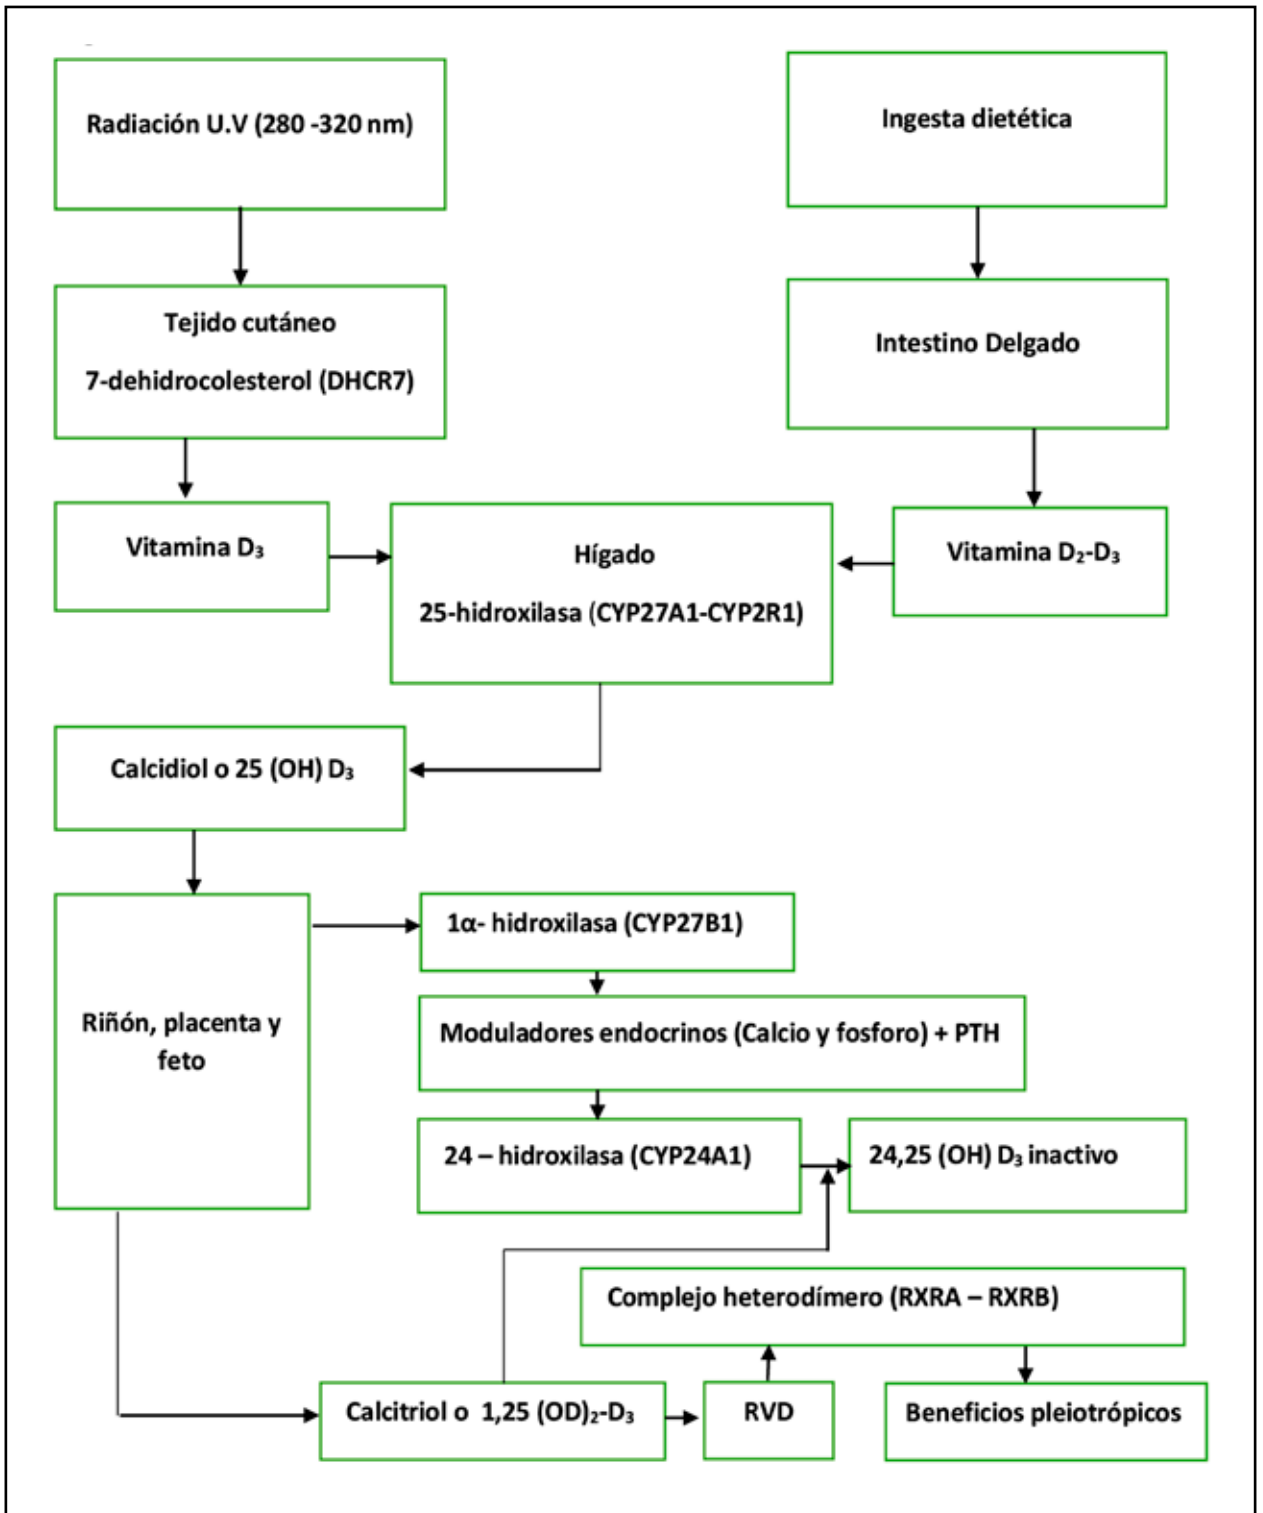 Radiación U.V (280 -320 nm)
Ingesta dietética
Tejido cutáneo
7-dehidrocolesterol (DHCR7)
Intestino Delgado
Vitamina D₃
Hígado
25-hidroxilasa (CYP27A1-CYP2R1)
Vitamina D₂-D₃
Calcidiol o 25 (OH) D₃
Riñón, placenta y
feto
1α- hidroxilasa (CYP27B1)
Moduladores endocrinos (Calcio y fosforo) + PTH
24 – hidroxilasa (CYP24A1)
24,25 (OH) D₃ inactivo
Complejo heterodímero (RXRA – RXRB)
Calcitriol o 1,25 (OD)₂-D₃
RVD
Beneficios pleiotrópicos